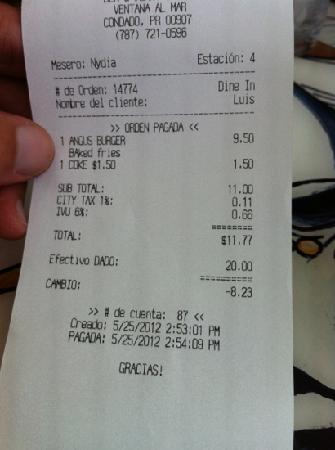 VENTANA AL MAR
CONDADO, PR 00907
(787) 721-0596
Mesero: Nydia Estación: 4
# de Orden: 14774 Dine In
Nombre del cliente: Luis
>> ORDEN PAGADA <<
1 ANGUS BURGER 9.50
BAked fries
1 COKE $1.50 1.50
SUB TOTAL: 11.00
CITY TAX 1%: 0.11
IVU 6%: 0.66
TOTAL: $11.77
Efectivo DADO: 20.00
CAMBIO: -8.23
>> # de cuenta: 87 <<
Creado: 5/25/2012 2:53:01 PM
PAGADA: 5/25/2012 2:54:09 PM
GRACIAS!